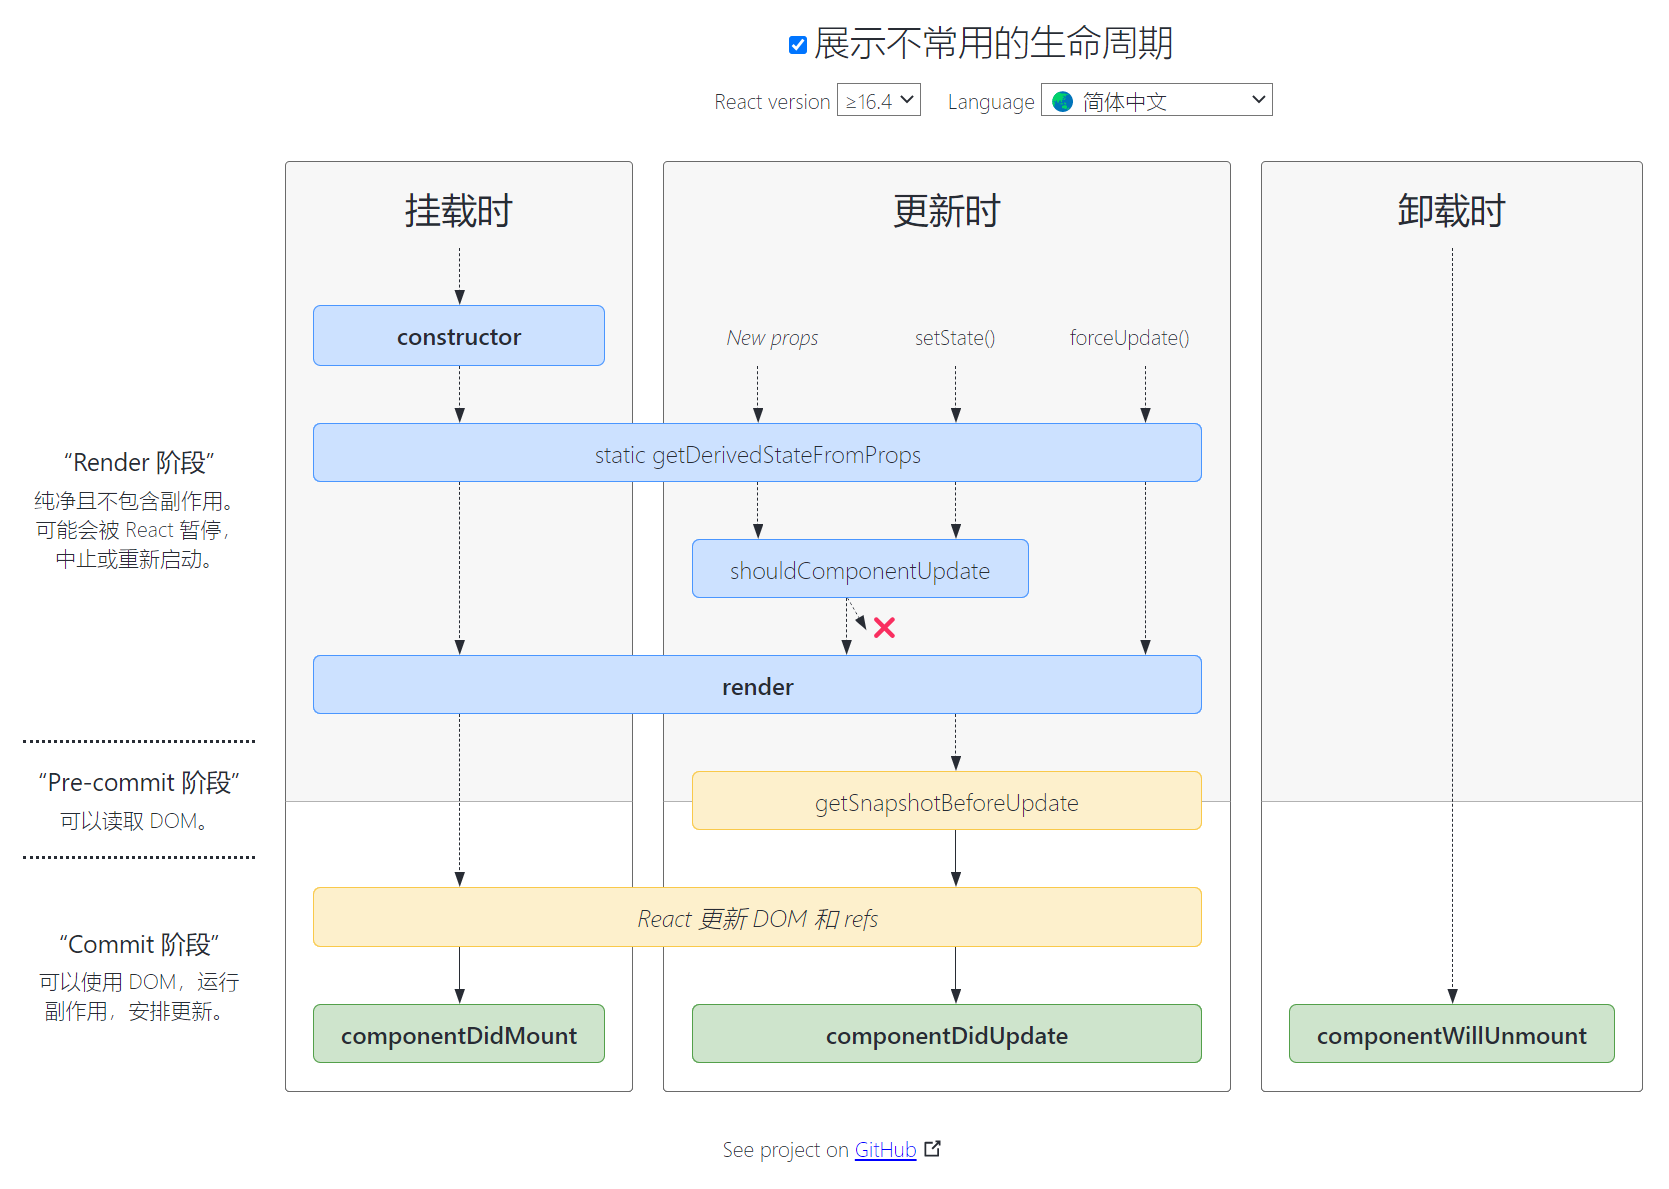 展示不常用的生命周期
React version ≥16.4 Language 简体中文
挂载时
更新时
卸载时
constructor
New props
setState()
forceUpdate()
static getDerivedStateFromProps
“Render 阶段”
纯净且不包含副作用。
可能会被 React 暂停，
中止或重新启动。
shouldComponentUpdate
render
“Pre-commit 阶段”
可以读取 DOM。
getSnapshotBeforeUpdate
React 更新 DOM 和 refs
“Commit 阶段”
可以使用 DOM，运行
副作用，安排更新。
componentDidMount
componentDidUpdate
componentWillUnmount
See project on GitHub